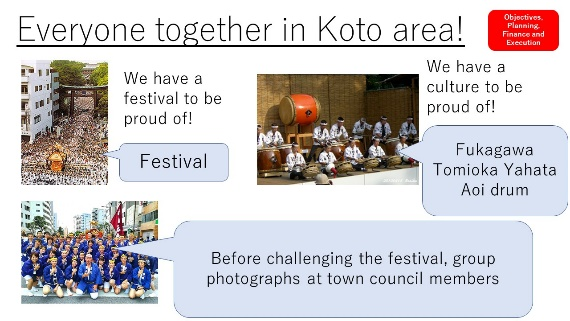 Everyone together in Koto area!
Objectives,
Planning,
Finance and
Execution
We have a
festival to be
proud of!
Festival
We have a
culture to be
proud of!
Fukagawa
Tomioka Yahata
Aoi drum
Before challenging the festival, group
photographs at town council members